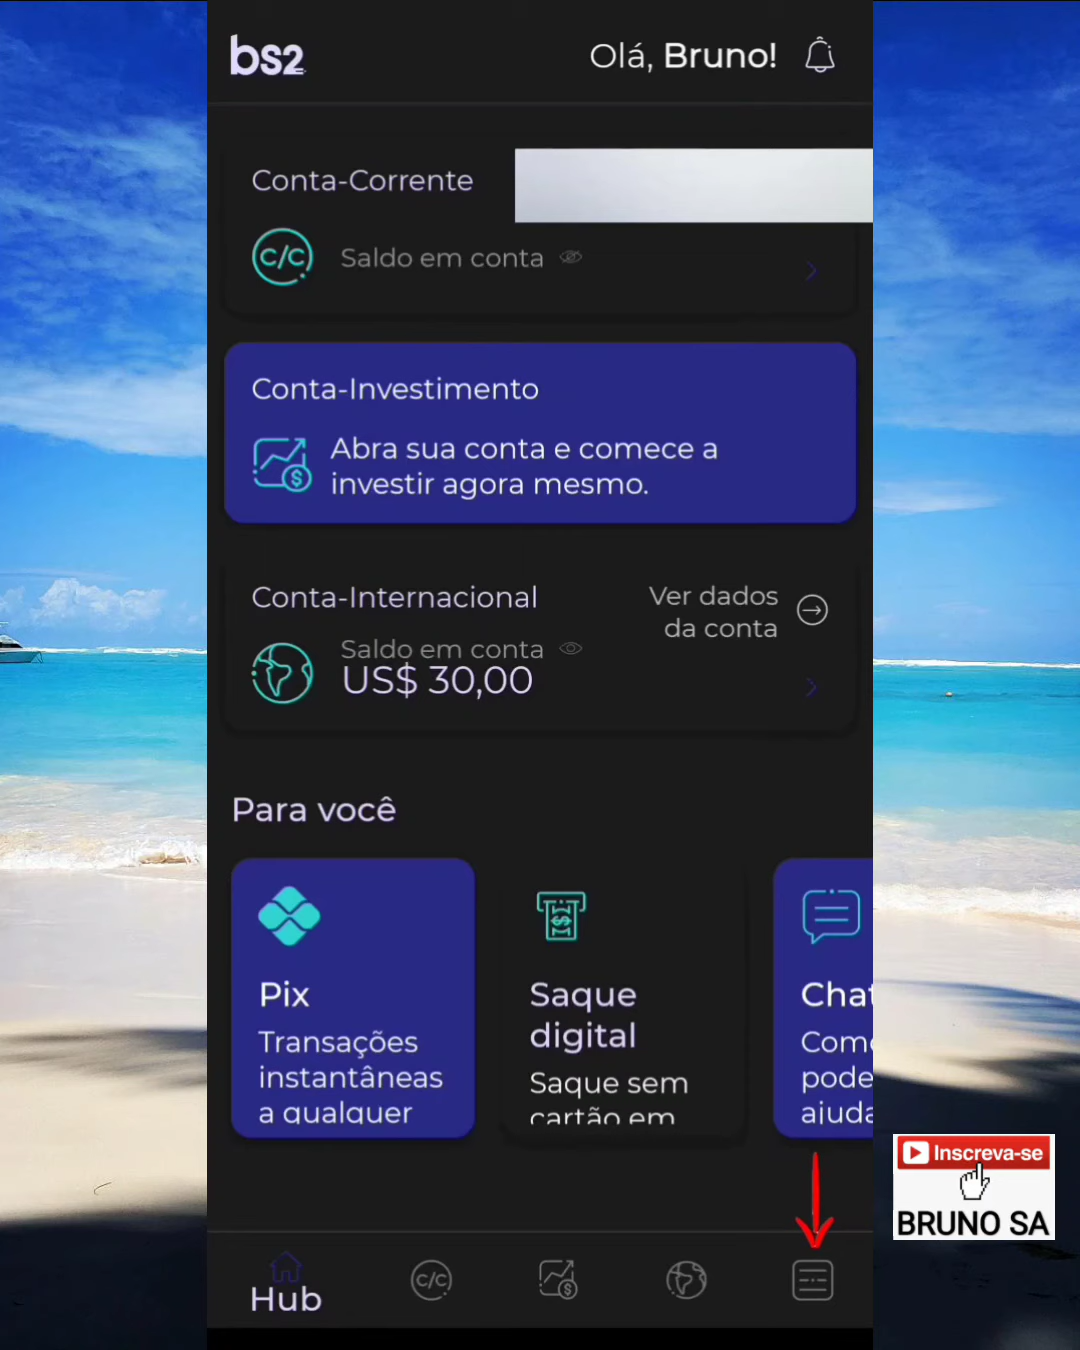 bs2
Olá, Bruno!
Conta-Corrente
C/C
Saldo em conta
Conta-Investimento
Abra sua conta e comece a
investir agora mesmo.
Conta-Internacional
Ver dados
da conta
Saldo em conta
US$ 30,00
Para você
Pix
Transações
instantâneas
a qualquer
Saque
digital
Saque sem
cartão em
Chat
Com
pode
ajuda
Inscreva-se
BRUNO SA
Hub
C/C